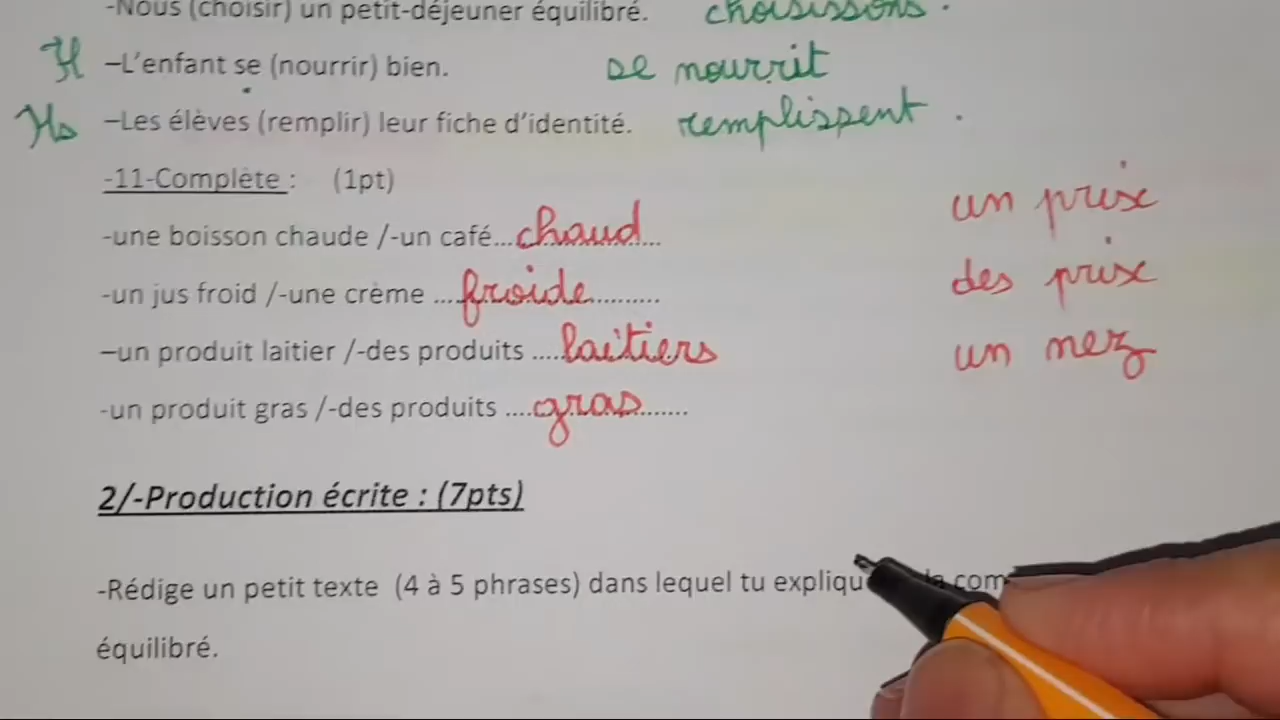 -Nous (choisir) un petit-déjeuner équilibré. choisissons.
Il –L'enfant se (nourrir) bien. se nourrit
Ils –Les élèves (remplir) leur fiche d'identité. remplissent.
-11-Complète : (1pt)
-une boisson chaude /-un café...chaud...
-un jus froid /-une crème ....froide..........
–un produit laitier /-des produits .....laitiers
-un produit gras /-des produits ....gras.......
un prix
des prix
un nez
2/-Production écrite : (7pts)
-Rédige un petit texte (4 à 5 phrases) dans lequel tu
équilibré.